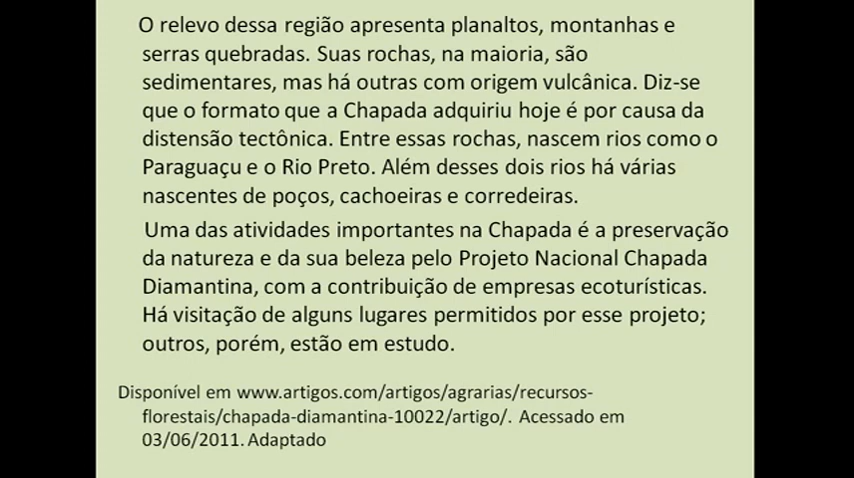 O relevo dessa região apresenta planaltos, montanhas e
serras quebradas. Suas rochas, na maioria, são
sedimentares, mas há outras com origem vulcânica. Diz-se
que o formato que a Chapada adquiriu hoje é por causa da
distensão tectônica. Entre essas rochas, nascem rios como o
Paraguaçu e o Rio Preto. Além desses dois rios há várias
nascentes de poços, cachoeiras e corredeiras.
Uma das atividades importantes na Chapada é a preservação
da natureza e da sua beleza pelo Projeto Nacional Chapada
Diamantina, com a contribuição de empresas ecoturísticas.
Há visitação de alguns lugares permitidos por esse projeto;
outros, porém, estão em estudo.
Disponível em www.artigos.com/artigos/agrarias/recursos-
florestais/chapada-diamantina-10022/artigo/. Acessado em
03/06/2011. Adaptado